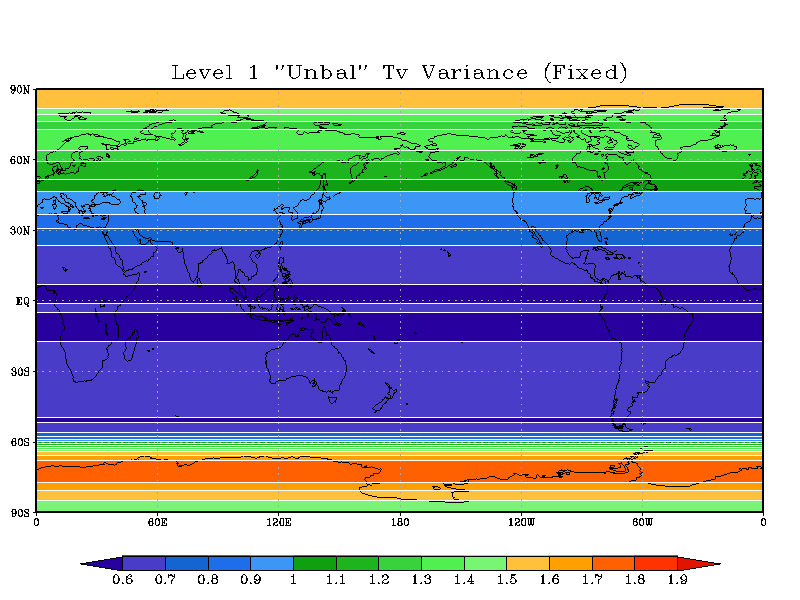 Level 1 "Unbal" Tv Variance (Fixed)
90N
60N
30N
EQ
30S
60S
90S
0 60E 120E 180 120W 60W 0
0.6 0.7 0.8 0.9 1 1.1 1.2 1.3 1.4 1.5 1.6 1.7 1.8 1.9